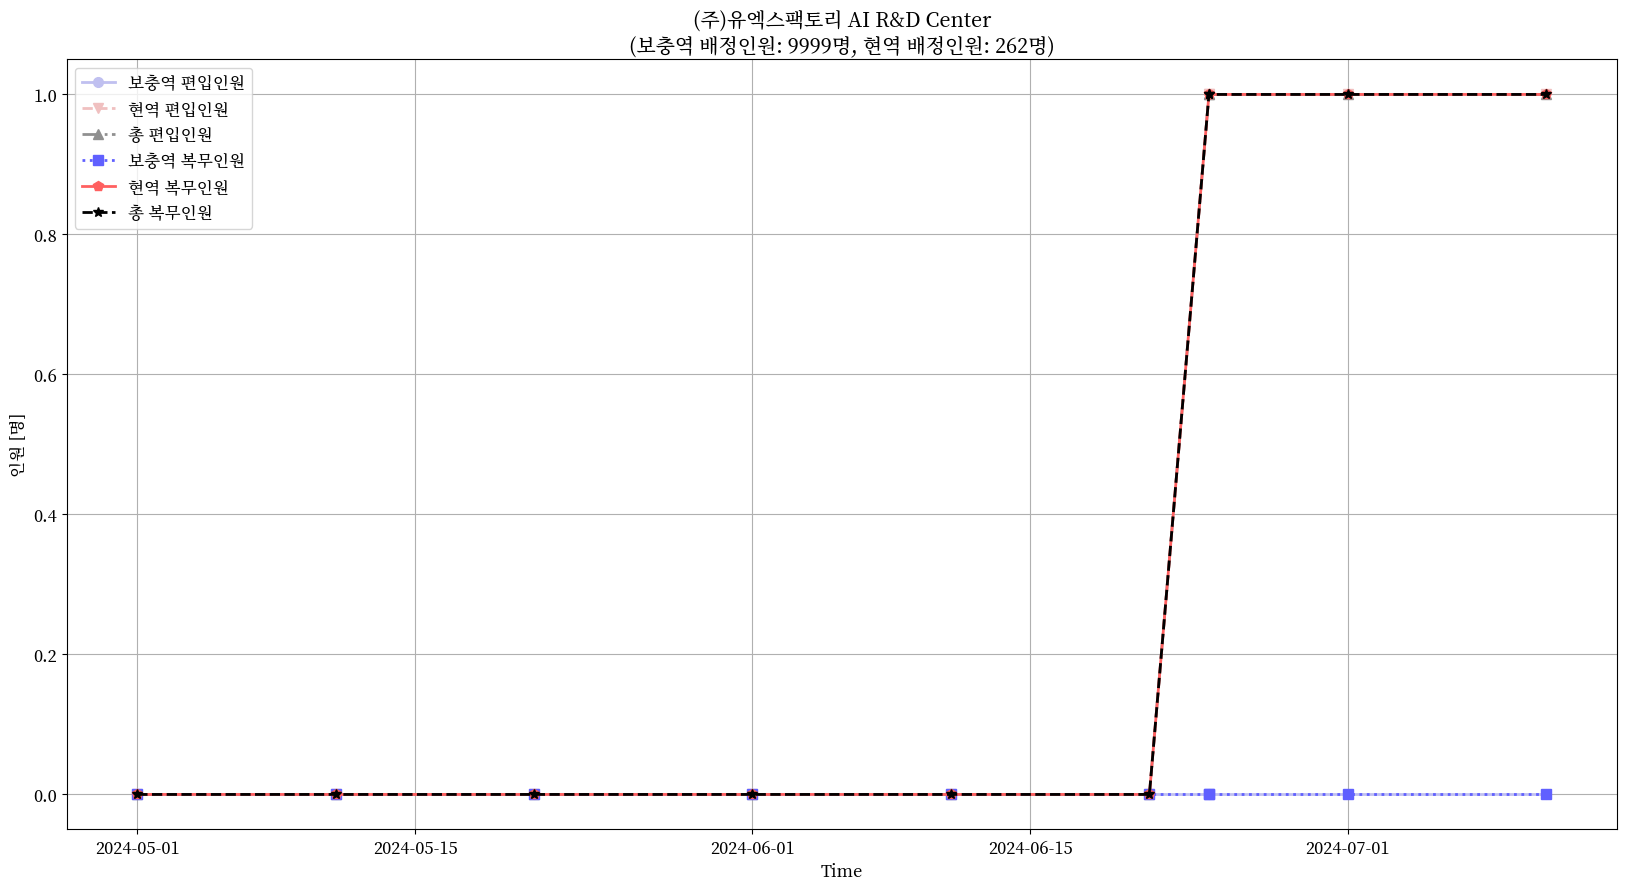 (주)유엑스팩토리 AI R&D Center
(보충역 배정인원: 9999명, 현역 배정인원: 262명)
보충역 편입인원
현역 편입인원
총 편입인원
보충역 복무인원
현역 복무인원
총 복무인원
1.0
0.8
0.6
0.4
0.2
0.0
인원 [명]
2024-05-01
2024-05-15
2024-06-01
2024-06-15
2024-07-01
Time